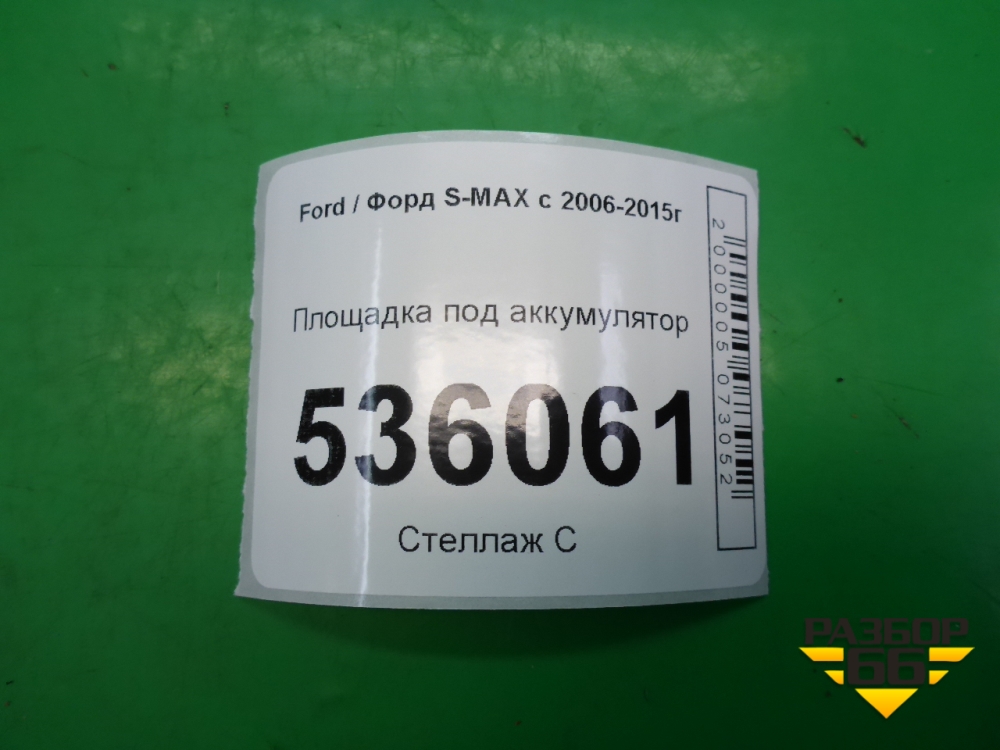 Ford / Форд S-MAX с 2006-2015г
Площадка под аккумулятор
536061
Стеллаж С
2000005073052
РАЗБОР
66